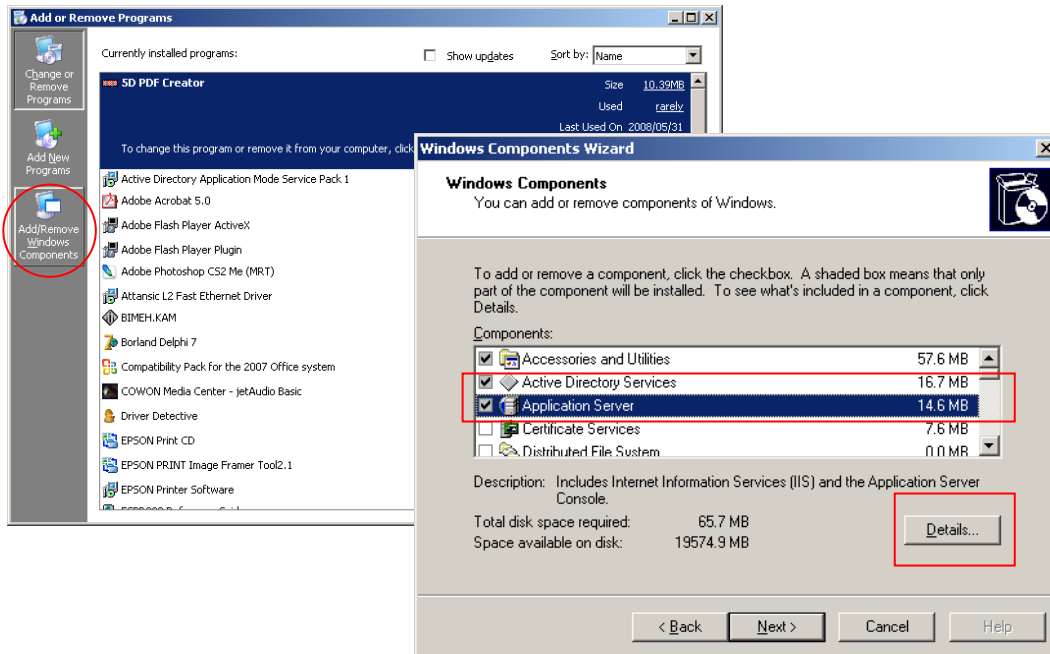 Add or Remove Programs
Change or
Remove
Programs
Add New
Programs
Add/Remove
Windows
Components
Currently installed programs:
Show updates
Sort by: Name
5D PDF Creator
Size 10.39MB
Used rarely
Last Used On 2008/05/31
To change this program or remove it from your computer, click
Active Directory Application Mode Service Pack 1
Adobe Acrobat 5.0
Adobe Flash Player ActiveX
Adobe Flash Player Plugin
Adobe Photoshop CS2 Me (MRT)
Attansic L2 Fast Ethernet Driver
BIMEH.KAM
Borland Delphi 7
Compatibility Pack for the 2007 Office system
COWON Media Center - jetAudio Basic
Driver Detective
EPSON Print CD
EPSON PRINT Image Framer Tool2.1
EPSON Printer Software
Windows Components Wizard
Windows Components
You can add or remove components of Windows.
To add or remove a component, click the checkbox. A shaded box means that only
part of the component will be installed. To see what's included in a component, click
Details.
Components:
Accessories and Utilities 57.6 MB
Active Directory Services 16.7 MB
Application Server 14.6 MB
Certificate Services 7.6 MB
Distributed File System 0.0 MB
Description: Includes Internet Information Services (IIS) and the Application Server
Console.
Total disk space required: 65.7 MB
Space available on disk: 19574.9 MB
Details...
< Back
Next >
Cancel
Help